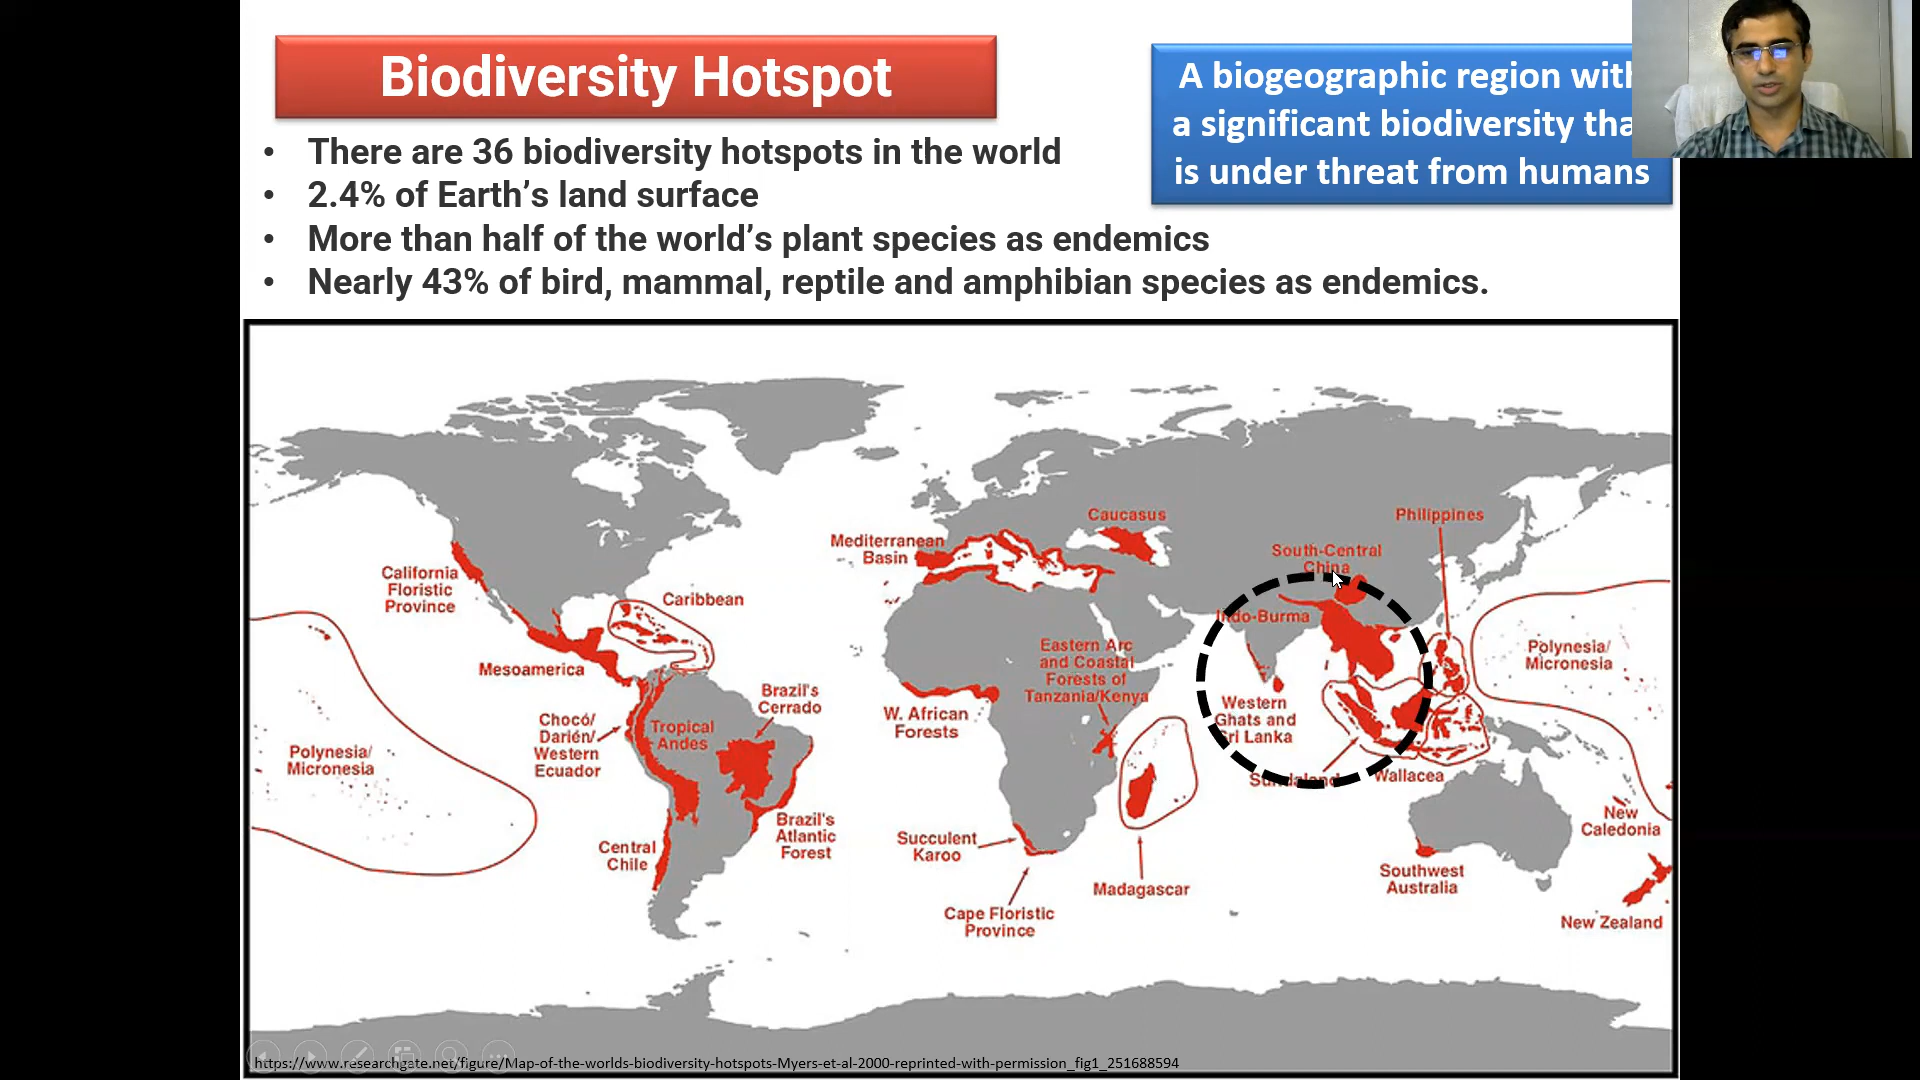 Biodiversity Hotspot
A biogeographic region with
a significant biodiversity tha
is under threat from humans
• There are 36 biodiversity hotspots in the world
• 2.4% of Earth’s land surface
• More than half of the world’s plant species as endemics
• Nearly 43% of bird, mammal, reptile and amphibian species as endemics.
Caucasus
Philippines
Mediterranean
Basin
South-Central
China
California
Floristic
Province
Caribbean
Indo-Burma
Eastern Arc
and Coastal
Forests of
Tanzania/Kenya
Polynesia/
Micronesia
Mesoamerica
Brazil's
Cerrado
Western
Ghats and
Sri Lanka
W. African
Forests
Chocó/
Darién/
Western
Ecuador
Tropical
Andes
Polynesia/
Micronesia
Sundaland
Wallacea
New
Caledonia
Brazil's
Atlantic
Forest
Succulent
Karoo
Central
Chile
Madagascar
Southwest
Australia
Cape Floristic
Province
New Zealand
https://www.researchgate.net/figure/Map-of-the-worlds-biodiversity-hotspots-Myers-et-al-2000-reprinted-with-permission_fig1_251688594